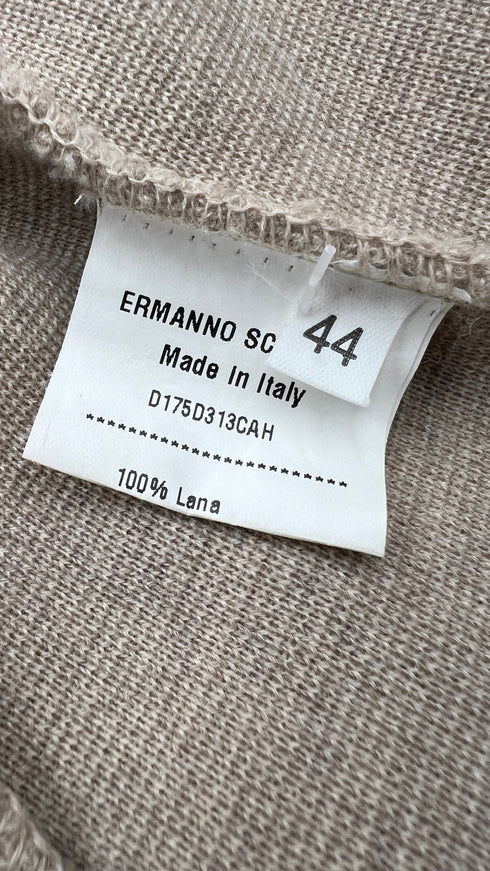 ERMANNO SC
44
Made in Italy
D175D313CAH
***********************
100% Lana